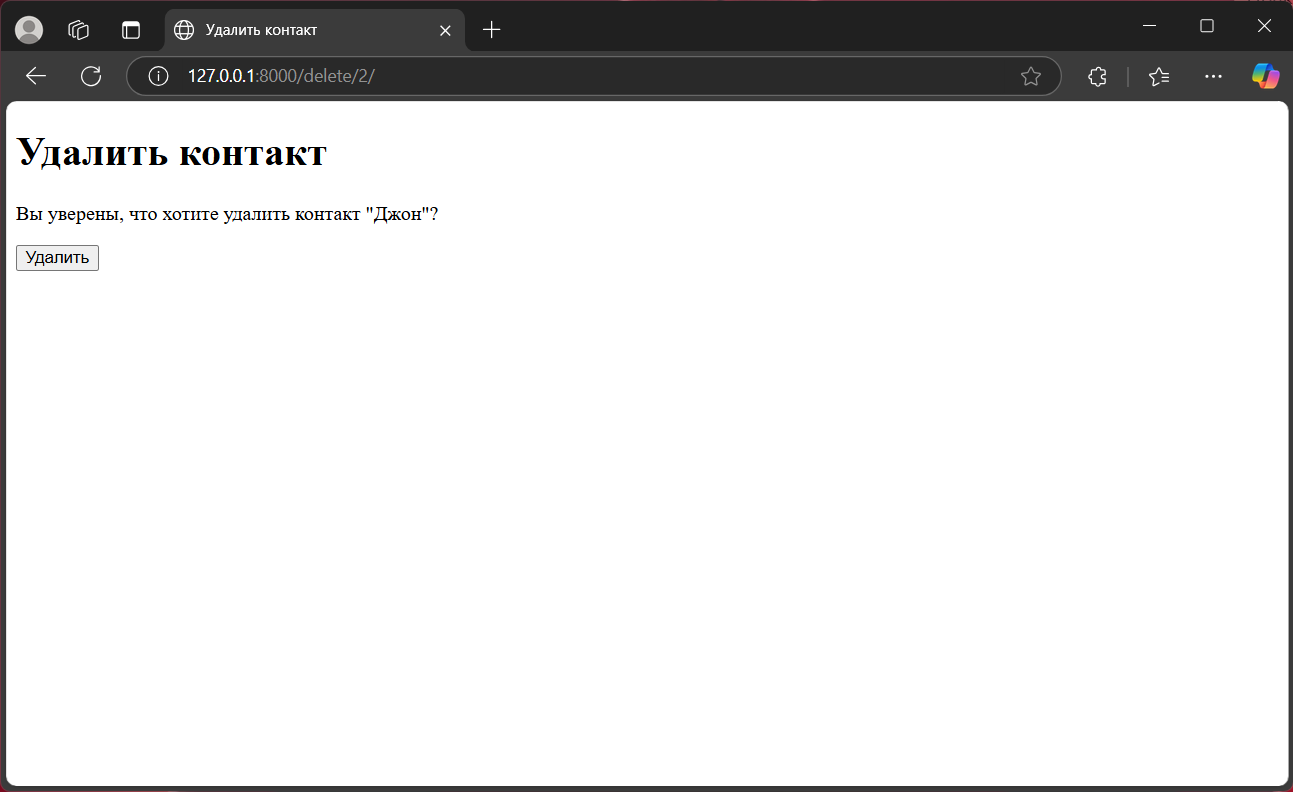 Удалить контакт
127.0.0.1:8000/delete/2/
Удалить контакт
Вы уверены, что хотите удалить контакт "Джон"?
Удалить